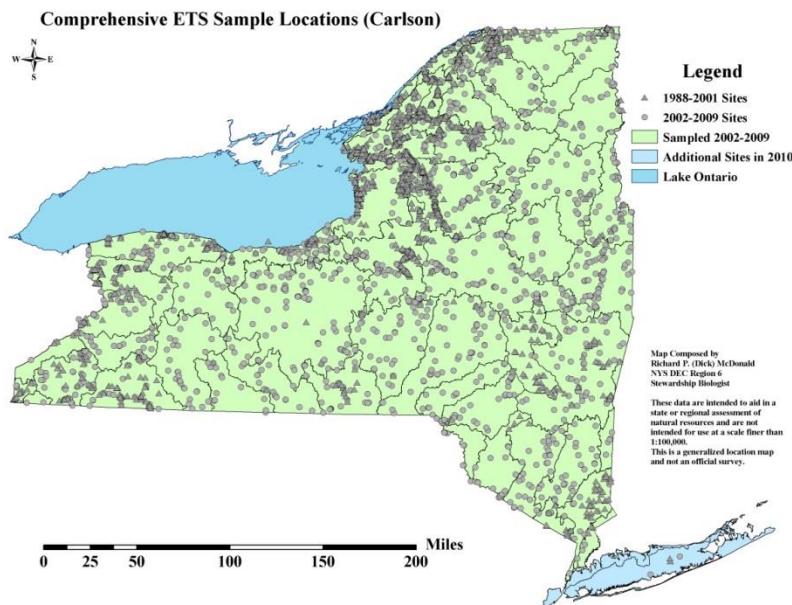 Comprehensive ETS Sample Locations (Carlson)
N
W E
S
Legend
1988-2001 Sites
2002-2009 Sites
Sampled 2002-2009
Additional Sites in 2010
Lake Ontario
Map Composed by
Richard P. (Dick) McDonald
NYS DEC Region 6
Stewardship Biologist
These data are intended to aid in a
state or regional assessment of
natural resources and are not
intended for use at a scale finer than
1:100,000.
This is a generalized location map
and not an official survey.
Miles
0 25 50 100 150 200